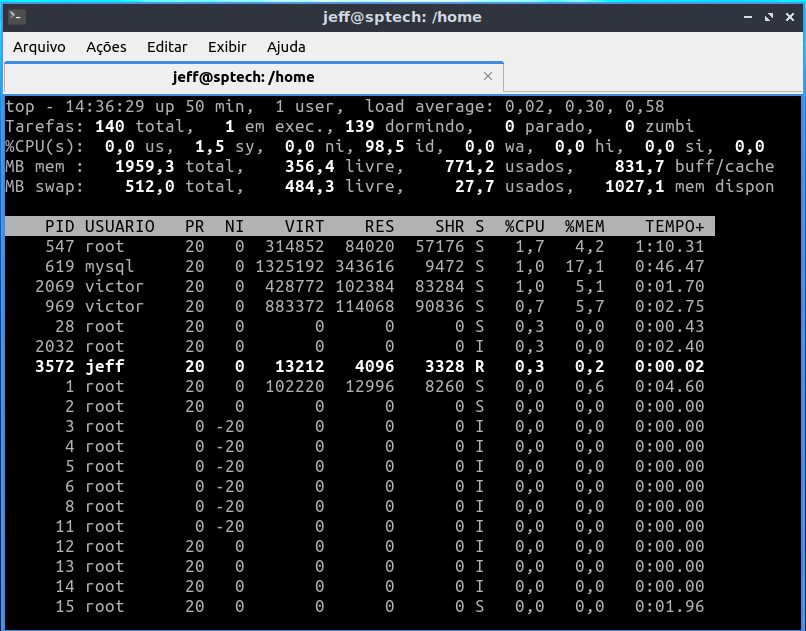 jeff@sptech: /home
Arquivo Ações Editar Exibir Ajuda
jeff@sptech: /home
top - 14:36:29 up 50 min,  1 user,  load average: 0,02, 0,30, 0,58
Tarefas: 140 total,   1 em exec., 139 dormindo,   0 parado,   0 zumbi
%CPU(s):  0,0 us,  1,5 sy,  0,0 ni, 98,5 id,  0,0 wa,  0,0 hi,  0,0 si,  0,0
MB mem :   1959,3 total,    356,4 livre,    771,2 usados,    831,7 buff/cache
MB swap:    512,0 total,    484,3 livre,     27,7 usados,   1027,1 mem dispon
PID USUARIO   PR  NI    VIRT    RES    SHR S  %CPU  %MEM    TEMPO+
547 root      20   0  314852  84020  57176 S   1,7   4,2   1:10.31
619 mysql     20   0 1325192 343616   9472 S   1,0  17,1   0:46.47
2069 victor    20   0  428772 102384  83284 S   1,0   5,1   0:01.70
969 victor    20   0  883372 114068  90836 S   0,7   5,7   0:02.75
28 root      20   0       0      0      0 S   0,3   0,0   0:00.43
2032 root      20   0       0      0      0 I   0,3   0,0   0:02.40
3572 jeff      20   0   13212   4096   3328 R   0,3   0,2   0:00.02
1 root      20   0  102220  12996   8260 S   0,0   0,6   0:04.60
2 root      20   0       0      0      0 S   0,0   0,0   0:00.00
3 root       0 -20       0      0      0 I   0,0   0,0   0:00.00
4 root       0 -20       0      0      0 I   0,0   0,0   0:00.00
5 root       0 -20       0      0      0 I   0,0   0,0   0:00.00
6 root       0 -20       0      0      0 I   0,0   0,0   0:00.00
8 root       0 -20       0      0      0 I   0,0   0,0   0:00.00
11 root       0 -20       0      0      0 I   0,0   0,0   0:00.00
12 root      20   0       0      0      0 I   0,0   0,0   0:00.00
13 root      20   0       0      0      0 I   0,0   0,0   0:00.00
14 root      20   0       0      0      0 I   0,0   0,0   0:00.00
15 root      20   0       0      0      0 S   0,0   0,0   0:01.96